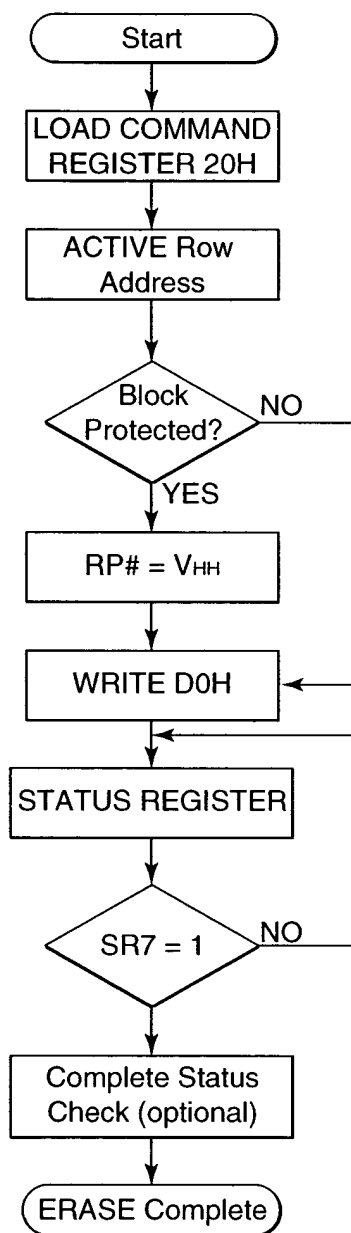 Start
LOAD COMMAND
REGISTER 20H
ACTIVE Row
Address
Block
Protected?
NO
YES
RP# = VHH
WRITE D0H
STATUS REGISTER
SR7 = 1
NO
Complete Status
Check (optional)
ERASE Complete